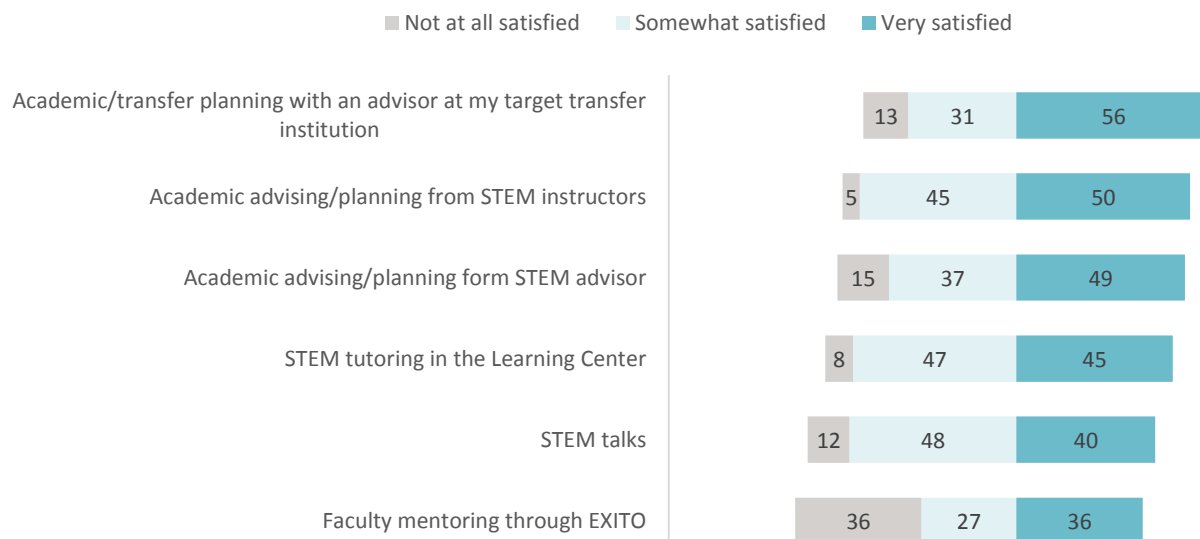 Not at all satisfied Somewhat satisfied Very satisfied
Academic/transfer planning with an advisor at my target transfer
institution
13 31 56
Academic advising/planning from STEM instructors
5 45 50
Academic advising/planning form STEM advisor
15 37 49
STEM tutoring in the Learning Center
8 47 45
STEM talks
12 48 40
Faculty mentoring through EXITO
36 27 36